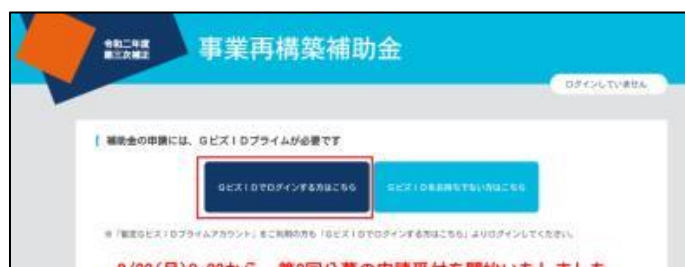 令和二年度
第三次補正
事業再構築補助金
ログインしていません
補助金の申請には、GビズIDプライムが必要です
GビズIDでログインする方はこちら
GビズIDをお持ちでない方はこちら
※「暫定GビズIDプライムアカウント」をご利用の方も「GビズIDでログインする方はこちら」よりログインしてください。
から 第 回公募の申請受付を開始いたしました